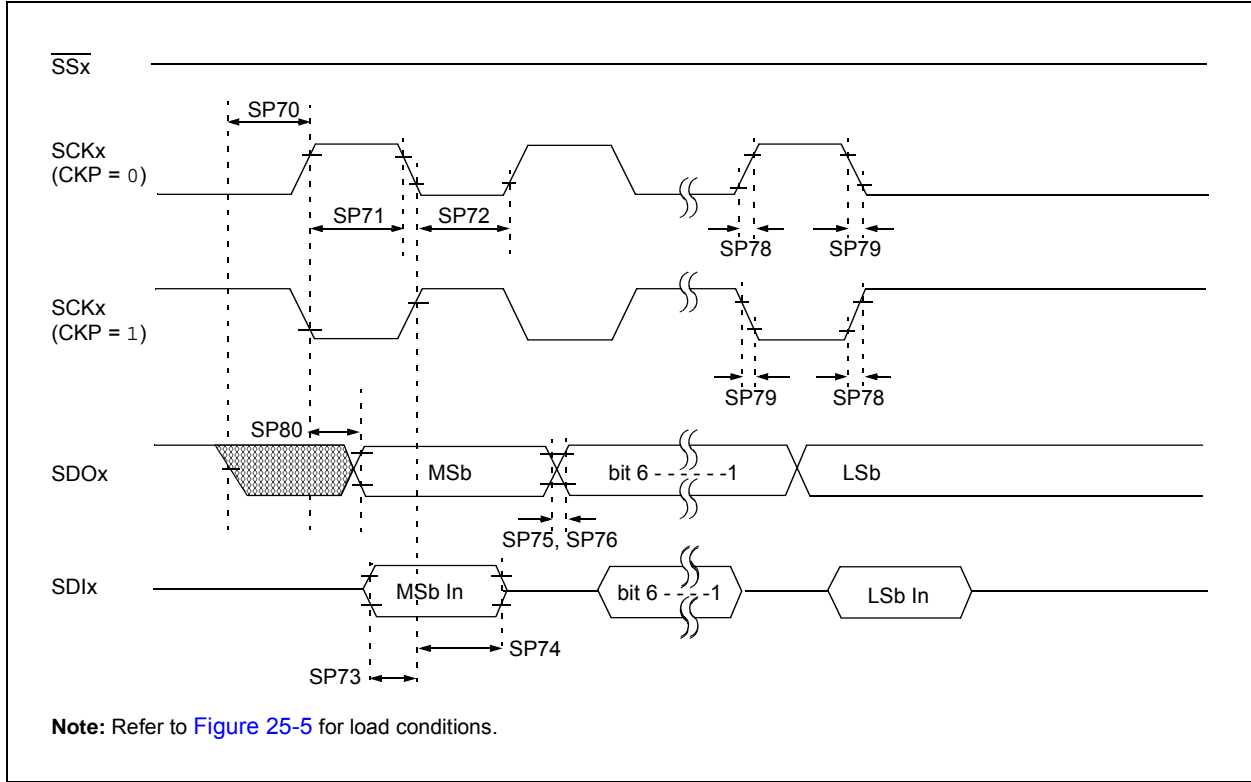 SSx
SP70
SCKx
(CKP = 0)
SP71
SP72
SP78
SP79
SCKx
(CKP = 1)
SP79
SP78
SP80
SDOx
MSb
bit 6 - - - - - -1
LSb
SP75, SP76
SDIx
MSb In
bit 6 - - - -1
LSb In
SP74
SP73
Note: Refer to Figure 25-5 for load conditions.